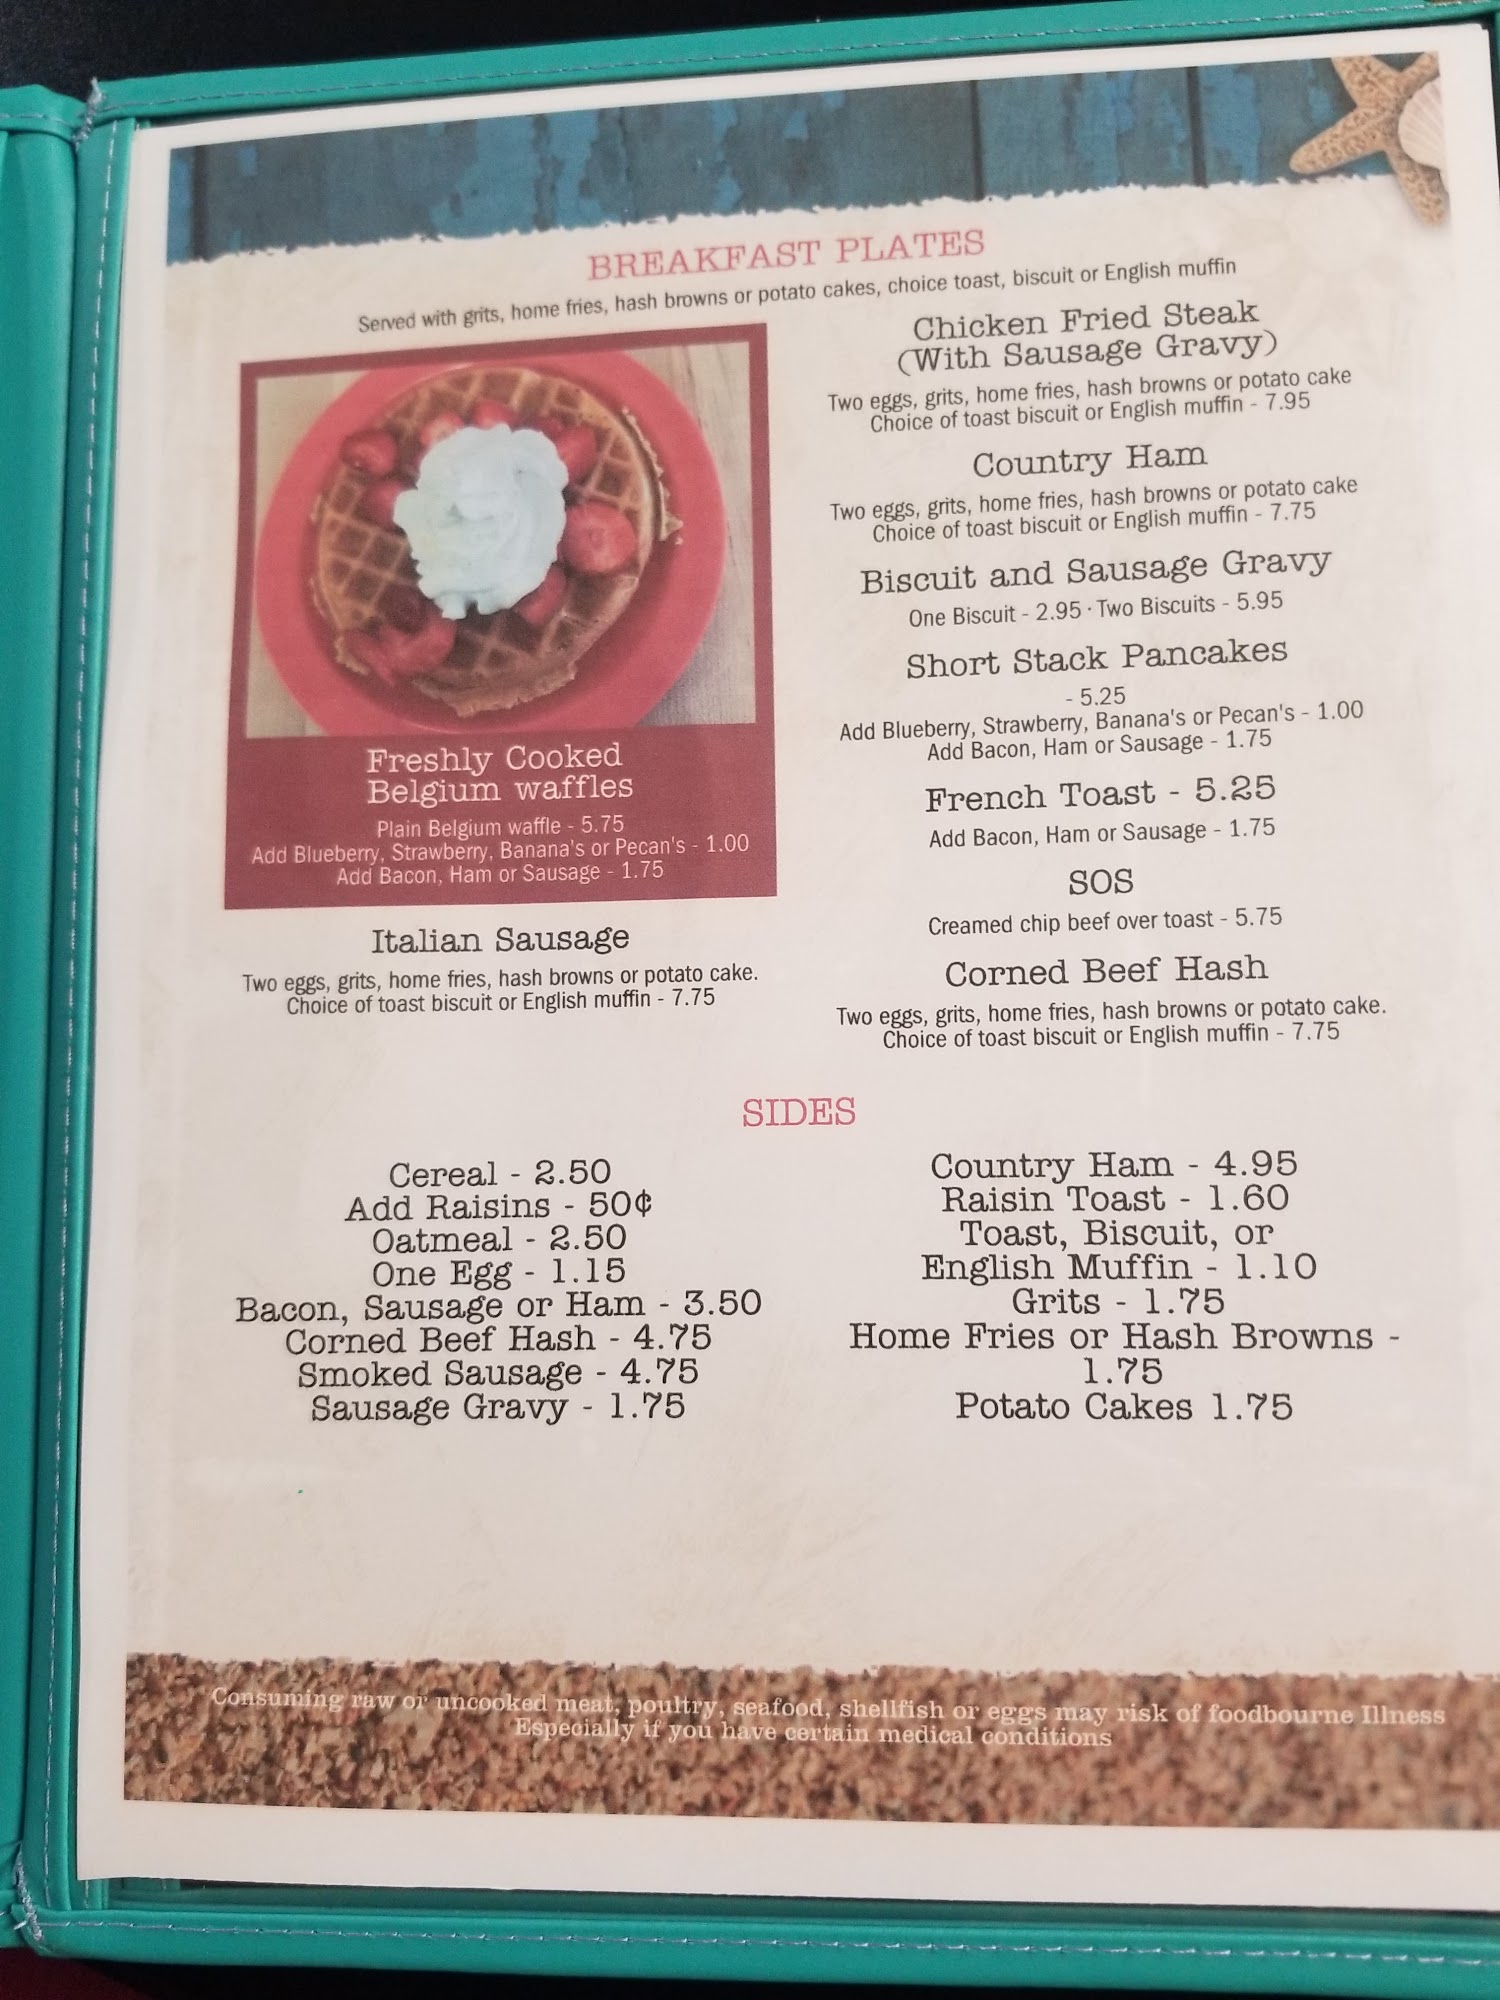 BREAKFAST PLATES
Served with grits, home fries, hash browns or potato cakes, choice toast, biscuit or English muffin
Freshly Cooked
Belgium waffles
Plain Belgium waffle - 5.75
Add Blueberry, Strawberry, Banana's or Pecan's - 1.00
Add Bacon, Ham or Sausage - 1.75
Italian Sausage
Two eggs, grits, home fries, hash browns or potato cake.
Choice of toast biscuit or English muffin - 7.75
Chicken Fried Steak
(With Sausage Gravy)
Two eggs, grits, home fries, hash browns or potato cake
Choice of toast biscuit or English muffin - 7.95
Country Ham
Two eggs, grits, home fries, hash browns or potato cake
Choice of toast biscuit or English muffin - 7.75
Biscuit and Sausage Gravy
One Biscuit - 2.95 · Two Biscuits - 5.95
Short Stack Pancakes
- 5.25
Add Blueberry, Strawberry, Banana's or Pecan's - 1.00
Add Bacon, Ham or Sausage - 1.75
French Toast - 5.25
Add Bacon, Ham or Sausage - 1.75
SOS
Creamed chip beef over toast - 5.75
Corned Beef Hash
Two eggs, grits, home fries, hash browns or potato cake.
Choice of toast biscuit or English muffin - 7.75
SIDES
Cereal - 2.50
Add Raisins - 50¢
Oatmeal - 2.50
One Egg - 1.15
Bacon, Sausage or Ham - 3.50
Corned Beef Hash - 4.75
Smoked Sausage - 4.75
Sausage Gravy - 1.75
Country Ham - 4.95
Raisin Toast - 1.60
Toast, Biscuit, or
English Muffin - 1.10
Grits - 1.75
Home Fries or Hash Browns -
1.75
Potato Cakes 1.75
Consuming raw or uncooked meat, poultry, seafood, shellfish or eggs may risk of foodbourne Illness
Especially if you have certain medical conditions